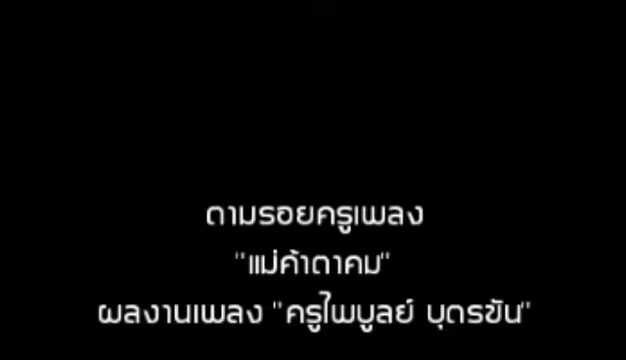 ตามรอยครูเพลง
"แม่ค้าตาคม"
ผลงานเพลง "ครูไพบูลย์ บุตรขัน"